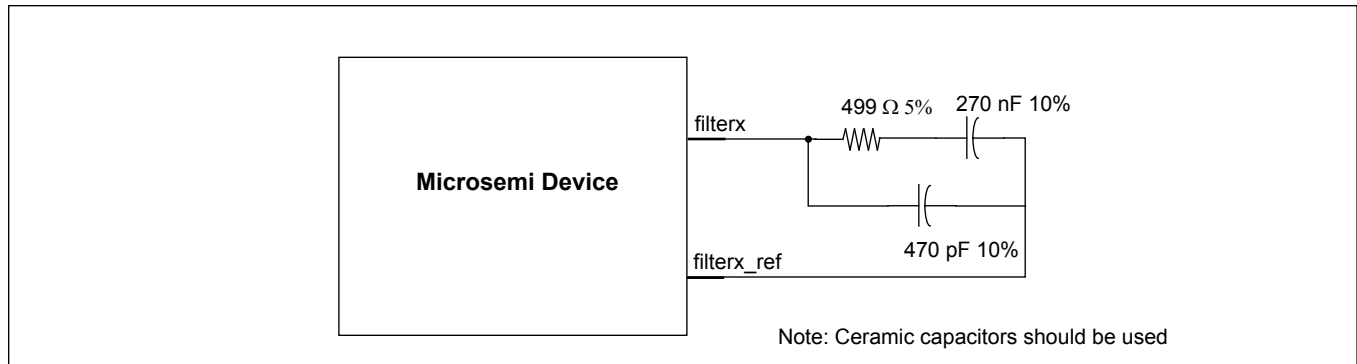 499 Ω 5%
270 nF 10%
filterx
Microsemi Device
470 pF 10%
filterx_ref
Note: Ceramic capacitors should be used